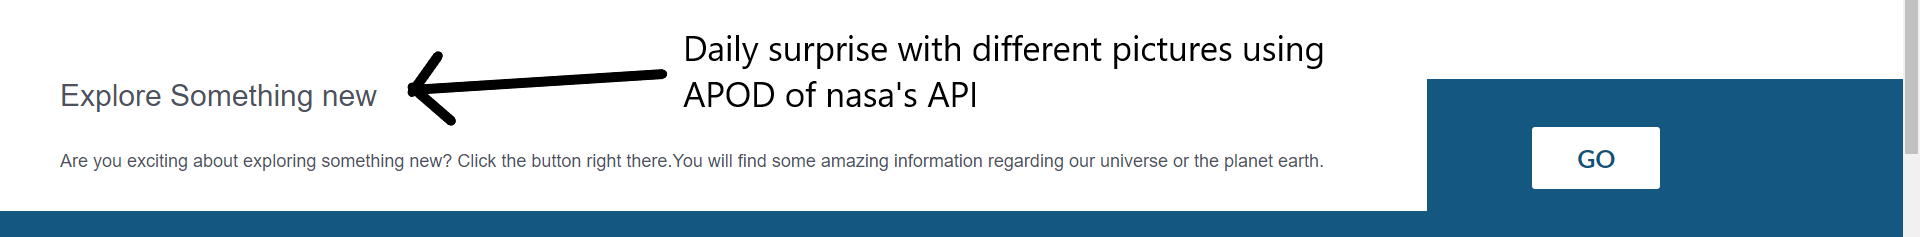 Daily surprise with different pictures using
APOD of nasa's API
Explore Something new
Are you exciting about exploring something new? Click the button right there.You will find some amazing information regarding our universe or the planet earth.
GO